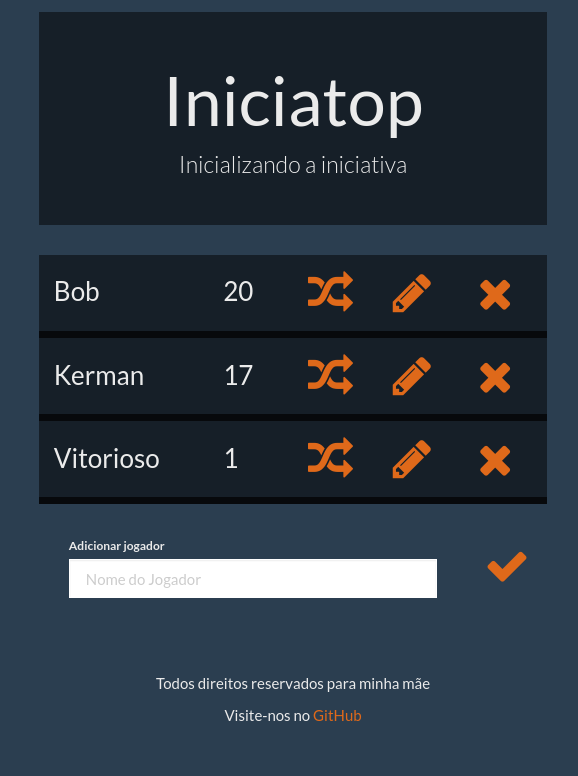 Iniciatop
Inicializando a iniciativa
Bob 20
Kerman 17
Vitorioso 1
Adicionar jogador
Nome do Jogador
Todos direitos reservados para minha mãe
Visite-nos no GitHub